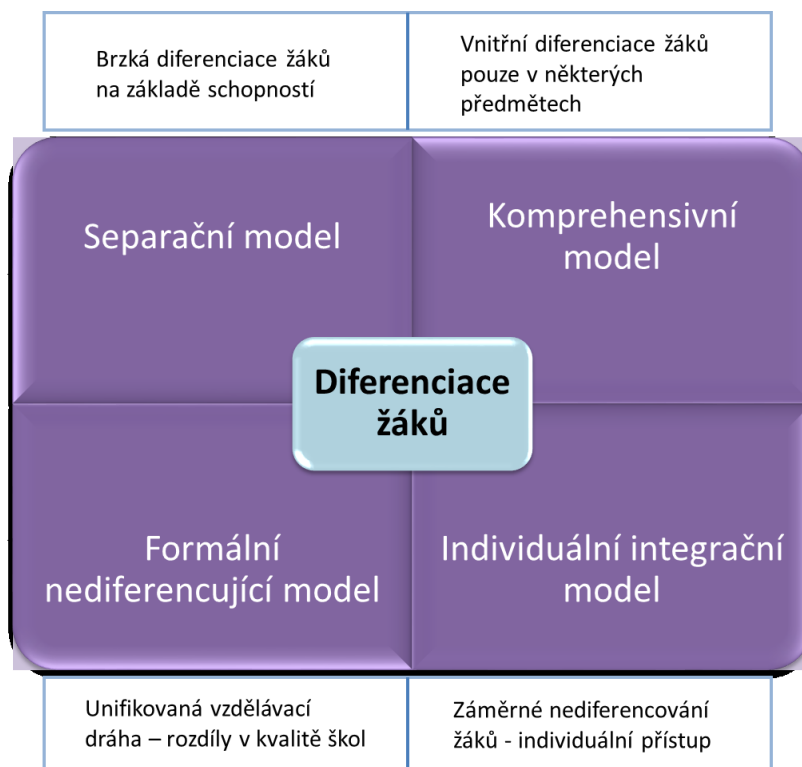 Brzká diferenciace žáků
na základě schopností
Vnitřní diferenciace žáků
pouze v některých
předmětech
Separační model
Komprehensivní
model
Diferenciace
žáků
Formální
nediferencující model
Individuální integrační
model
Unifikovaná vzdělávací
dráha – rozdíly v kvalitě škol
Záměrné nediferencování
žáků - individuální přístup